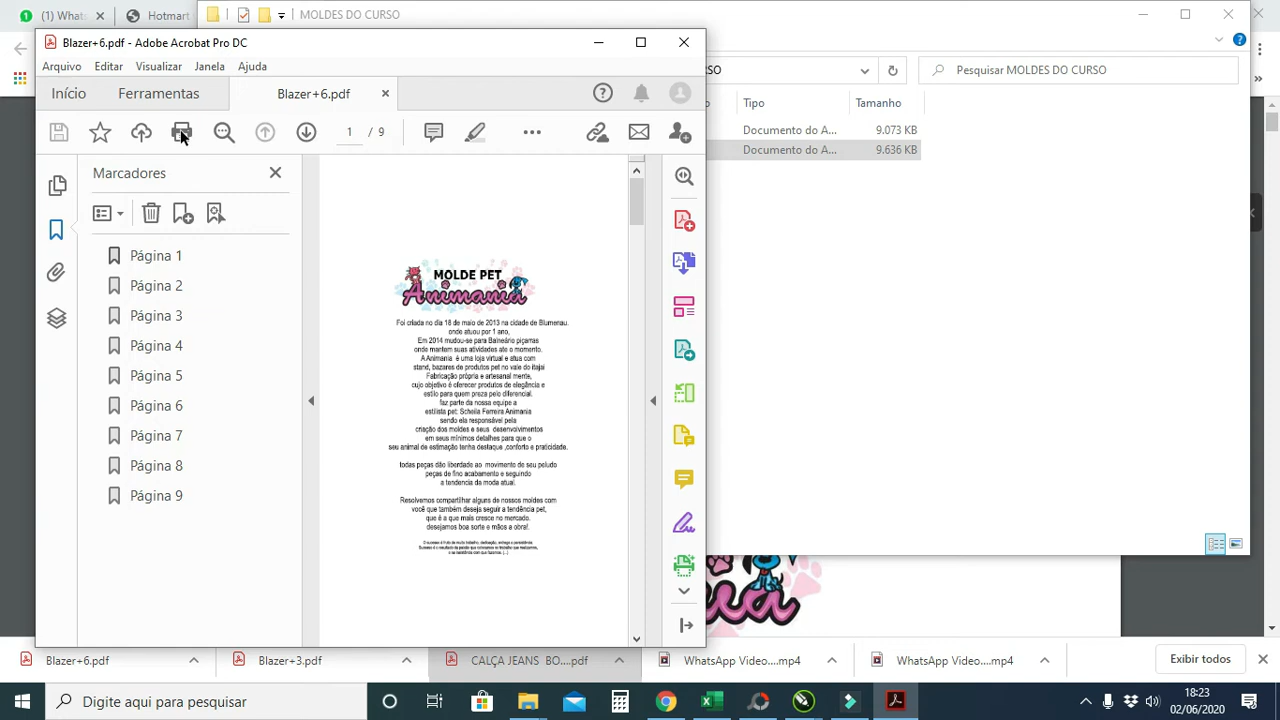 (1) Whats
Hotmart
MOLDES DO CURSO
Blazer+6.pdf - Adobe Acrobat Pro DC
Arquivo Editar Visualizar Janela Ajuda
SO
Pesquisar MOLDES DO CURSO
Início Ferramentas Blazer+6.pdf
Tipo Tamanho
1 / 9
Documento do A... 9.073 KB
Documento do A... 9.636 KB
Marcadores
Página 1
Página 2
Página 3
Página 4
Página 5
Página 6
Página 7
Página 8
Página 9
MOLDE PET
Animania
Foi criada no dia 18 de maio de 2013 na cidade de Blumenau.
onde atuou por 1 ano,
Em 2014 mudou-se para Balneário piçarras
onde mantem suas atividades ate o momento.
A Animania é uma loja virtual e atua com
stand, bazares de produtos pet no vale do itajai
Fabricação própria e artesanal mente,
cujo objetivo é oferecer produtos de elegância e
estilo para quem preza pelo diferencial.
faz parte da nossa equipe a
estilista pet: Scheila Ferreira Animania
sendo ela responsável pela
criação dos moldes e seus desenvolvimentos
em seus mínimos detalhes para que o
seu animal de estimação tenha destaque ,conforto e praticidade.
todas peças dão liberdade ao movimento do seu peludo
peças de fino acabamento e seguindo
a tendencia da moda atual.
Resolvemos compartilhar alguns de nossos moldes com
você que também deseja seguir a tendência pet,
que é a que mais cresce no mercado.
desejamos boa sorte e mãos a obra!.
Blazer+6.pdf
Blazer+3.pdf
CALÇA JEANS BO....pdf
WhatsApp Video....mp4
WhatsApp Video....mp4
Exibir todos
Digite aqui para pesquisar
18:23
02/06/2020